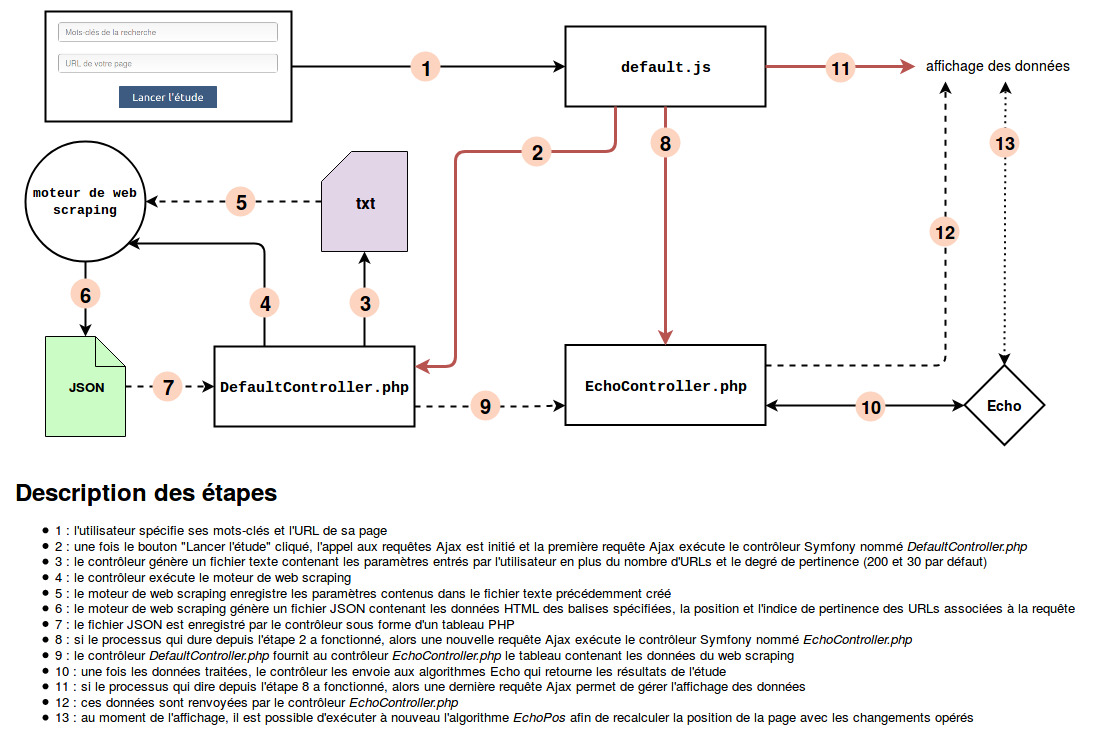 Mots-clés de la recherche
URL de votre page
Lancer l'étude
1
default.js
11
affichage des données
2
8
13
moteur de web
scraping
5
txt
12
6
4
3
JSON
7
DefaultController.php
9
EchoController.php
10
Echo
Description des étapes
• 1 : l'utilisateur spécifie ses mots-clés et l'URL de sa page
• 2 : une fois le bouton "Lancer l'étude" cliqué, l'appel aux requêtes Ajax est initié et la première requête Ajax exécute le contrôleur Symfony nommé DefaultController.php
• 3 : le contrôleur génère un fichier texte contenant les paramètres entrés par l'utilisateur en plus du nombre d'URLs et le degré de pertinence (200 et 30 par défaut)
• 4 : le contrôleur exécute le moteur de web scraping
• 5 : le moteur de web scraping enregistre les paramètres contenus dans le fichier texte précédemment créé
• 6 : le moteur de web scraping génère un fichier JSON contenant les données HTML des balises spécifiées, la position et l'indice de pertinence des URLs associées à la requête
• 7 : le fichier JSON est enregistré par le contrôleur sous forme d'un tableau PHP
• 8 : si le processus qui dure depuis l'étape 2 a fonctionné, alors une nouvelle requête Ajax exécute le contrôleur Symfony nommé EchoController.php
• 9 : le contrôleur DefaultController.php fournit au contrôleur EchoController.php le tableau contenant les données du web scraping
• 10 : une fois les données traitées, le contrôleur les envoie aux algorithmes Echo qui retourne les résultats de l'étude
• 11 : si le processus qui dire depuis l'étape 8 a fonctionné, alors une dernière requête Ajax permet de gérer l'affichage des données
• 12 : ces données sont renvoyées par le contrôleur EchoController.php
• 13 : au moment de l'affichage, il est possible d'exécuter à nouveau l'algorithme EchoPos afin de recalculer la position de la page avec les changements opérés